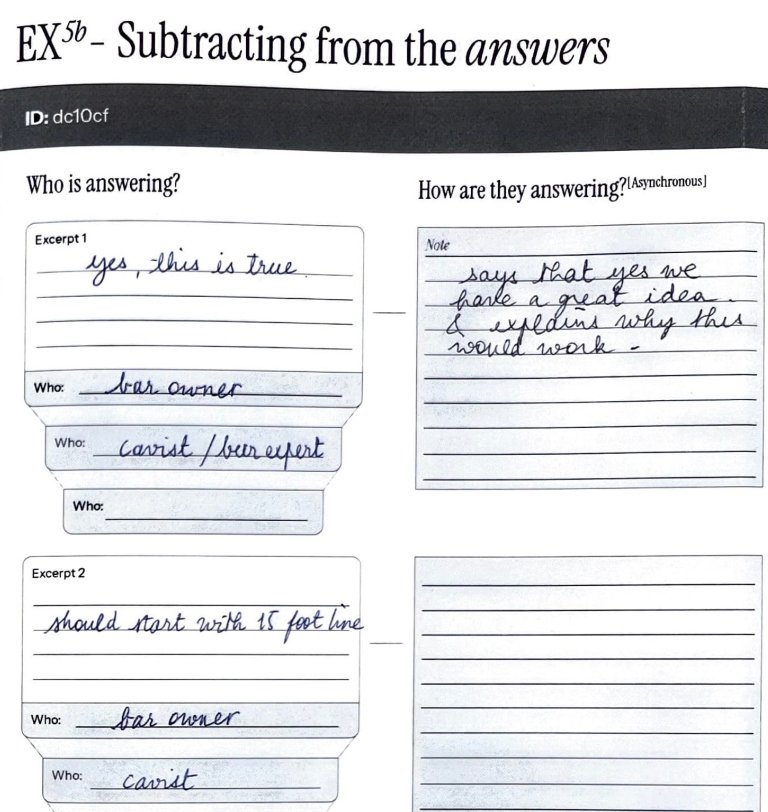 EX5b - Subtracting from the answers
ID: dc10cf
Who is answering?
How are they answering?[Asynchronous]
Excerpt 1
yes, this is true.
Who: bar owner
Who: cavist / beer expert
Who:
Note
says that yes we
have a great idea.
& explains why this
would work -
Excerpt 2
should start with 15 foot line
Who: bar owner
Who: cavist